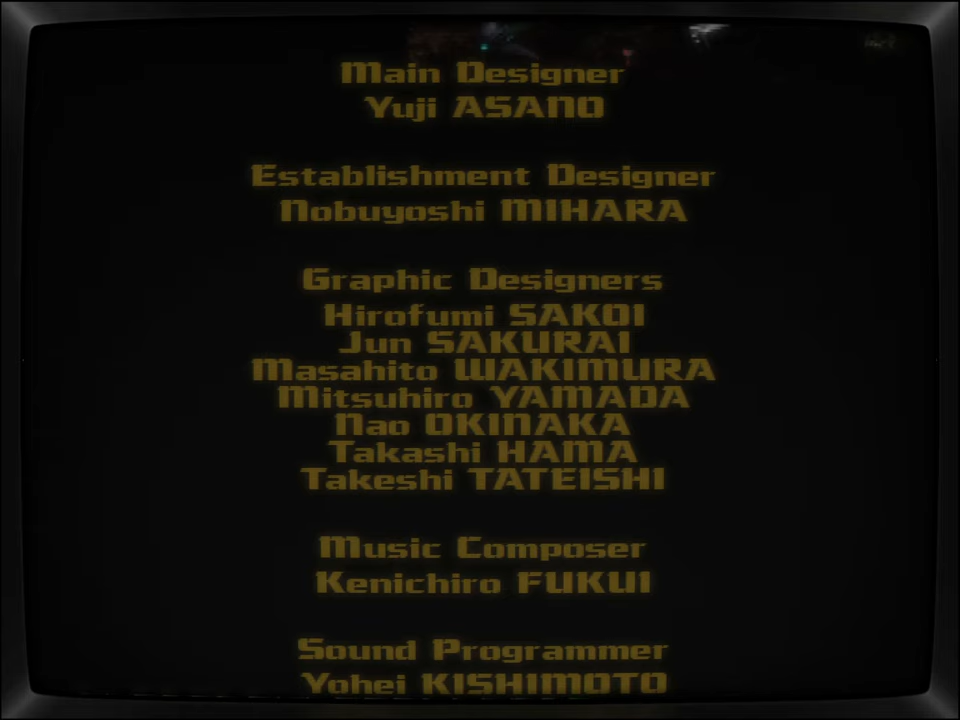 Main Designer
Yuji ASANO
Establishment Designer
Nobuyoshi MIHARA
Graphic Designers
Hirofumi SAKOI
Jun SAKURAI
Masahito WAKIMURA
Mitsuhiro YAMADA
Nao OKINAKA
Takashi HAMA
Takeshi TATEISHI
Music Composer
Kenichiro FUKUI
Sound Programmer
Yohei KISHIMOTO